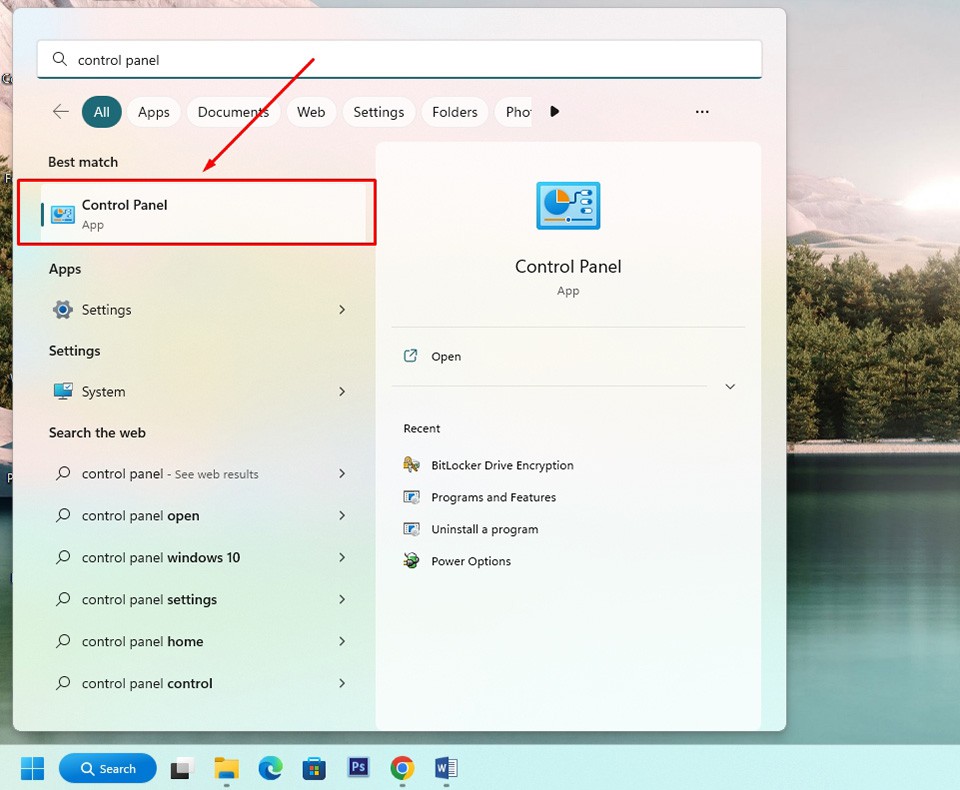 control panel
All
Apps
Documents
Web
Settings
Folders
Pho
...
Best match
Control Panel
App
Apps
Settings
Settings
System
Search the web
control panel - See web results
control panel open
control panel windows 10
control panel settings
control panel home
control panel control
Control Panel
App
Open
Recent
BitLocker Drive Encryption
Programs and Features
Uninstall a program
Power Options
Search
Ps
W